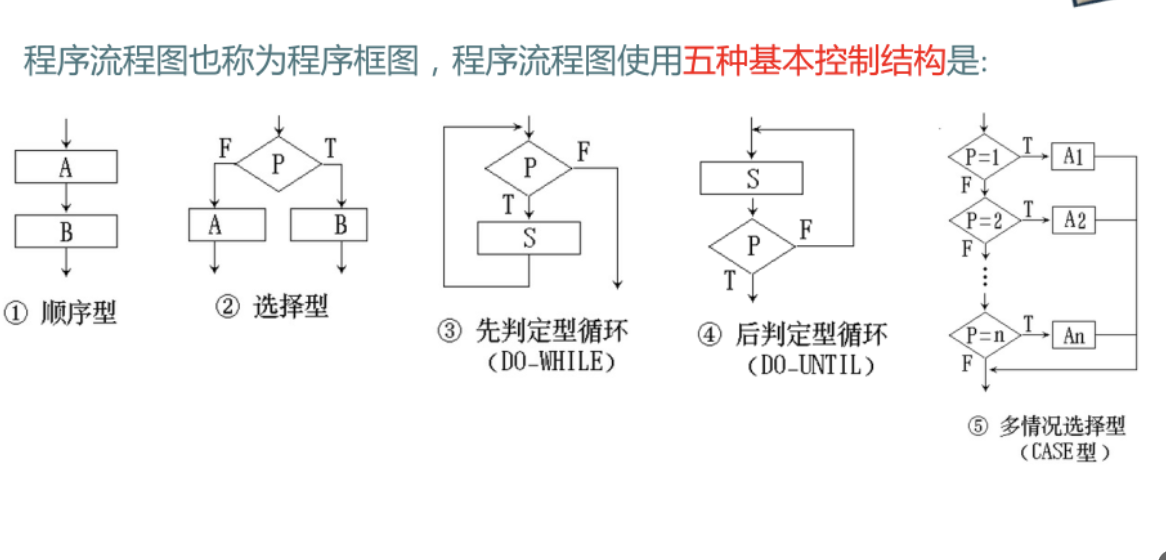 程序流程图也称为程序框图，程序流程图使用五种基本控制结构是:
A
B
① 顺序型
F
T
P
A
B
② 选择型
P
F
T
S
③ 先判定型循环
（DO-WHILE）
S
P
F
T
④ 后判定型循环
（DO-UNTIL）
P=1
T
A1
F
P=2
T
A2
F
⋮
P=n
T
An
F
⑤ 多情况选择型
（CASE型）